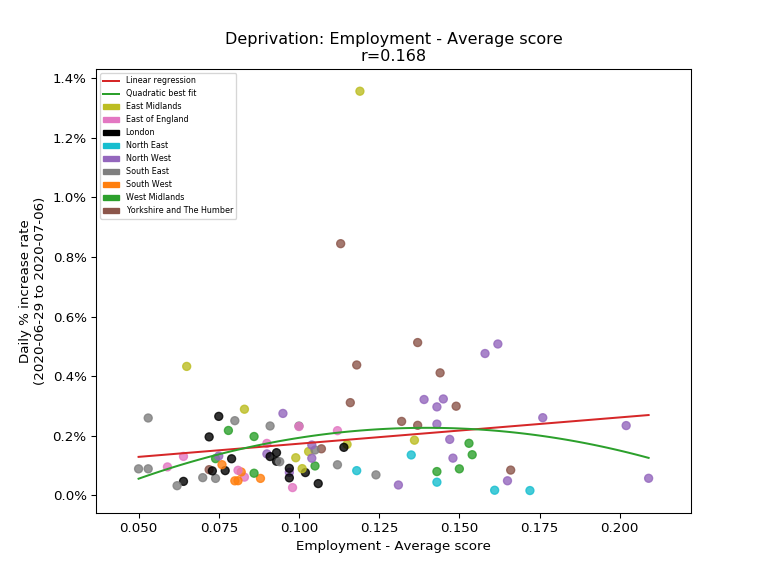 Deprivation: Employment - Average score
r=0.168
Linear regression
Quadratic best fit
East Midlands
East of England
London
North East
North West
South East
South West
West Midlands
Yorkshire and The Humber
1.4%
1.2%
1.0%
0.8%
0.6%
0.4%
0.2%
0.0%
Daily % increase rate
(2020-06-29 to 2020-07-06)
0.050 0.075 0.100 0.125 0.150 0.175 0.200
Employment - Average score